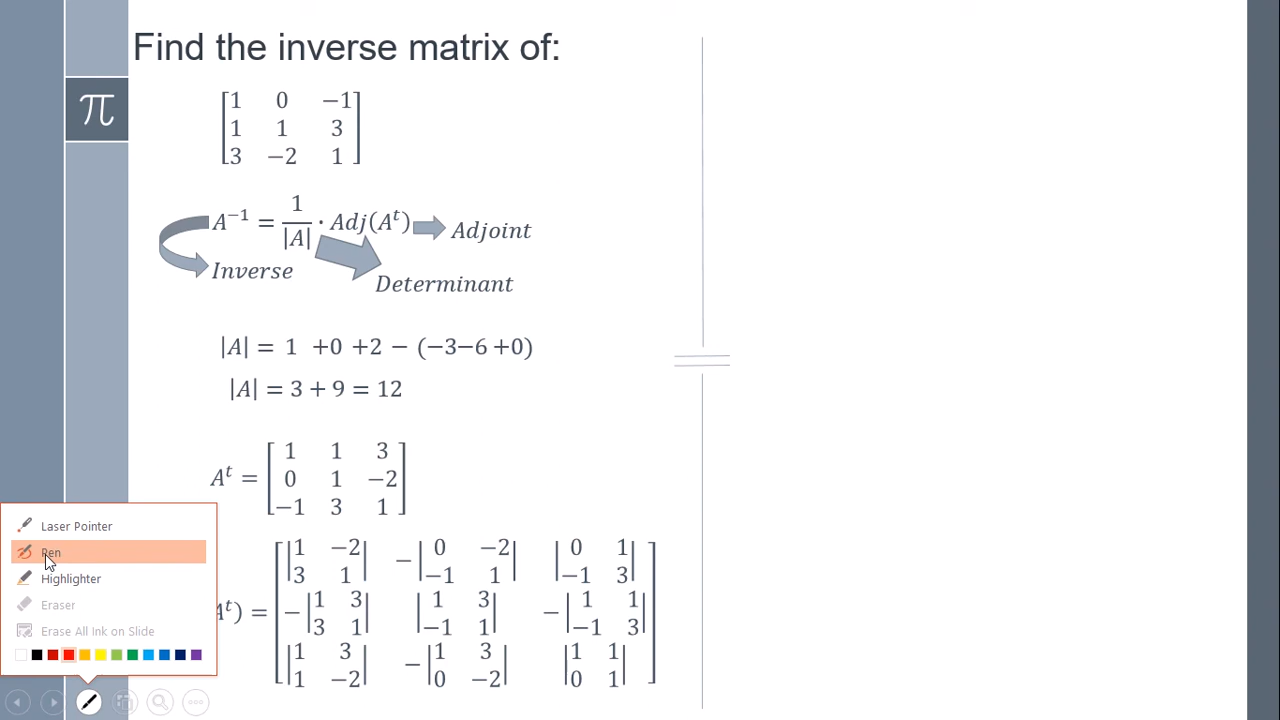 Find the inverse matrix of:
π
[1 0 −1]
[1 1 3]
[3 −2 1]
A⁻¹ = 1/|A| · Adj(Aᵗ) Adjoint
Inverse
Determinant
|A| = 1 +0 +2 − (−3−6 +0)
|A| = 3 + 9 = 12
Aᵗ = [1 1 3]
[0 1 −2]
[−1 3 1]
Aᵗ) = [|1 −2| −|0 −2| |0 1|]
[|3 1| |−1 1| |−1 3|]
[−|1 3| |1 3| −|1 1|]
[|3 1| |−1 1| |−1 3|]
[|1 3| −|1 3| |1 1|]
[|1 −2| |0 −2| |0 1|]
Laser Pointer
Pen
Highlighter
Eraser
Erase All Ink on Slide